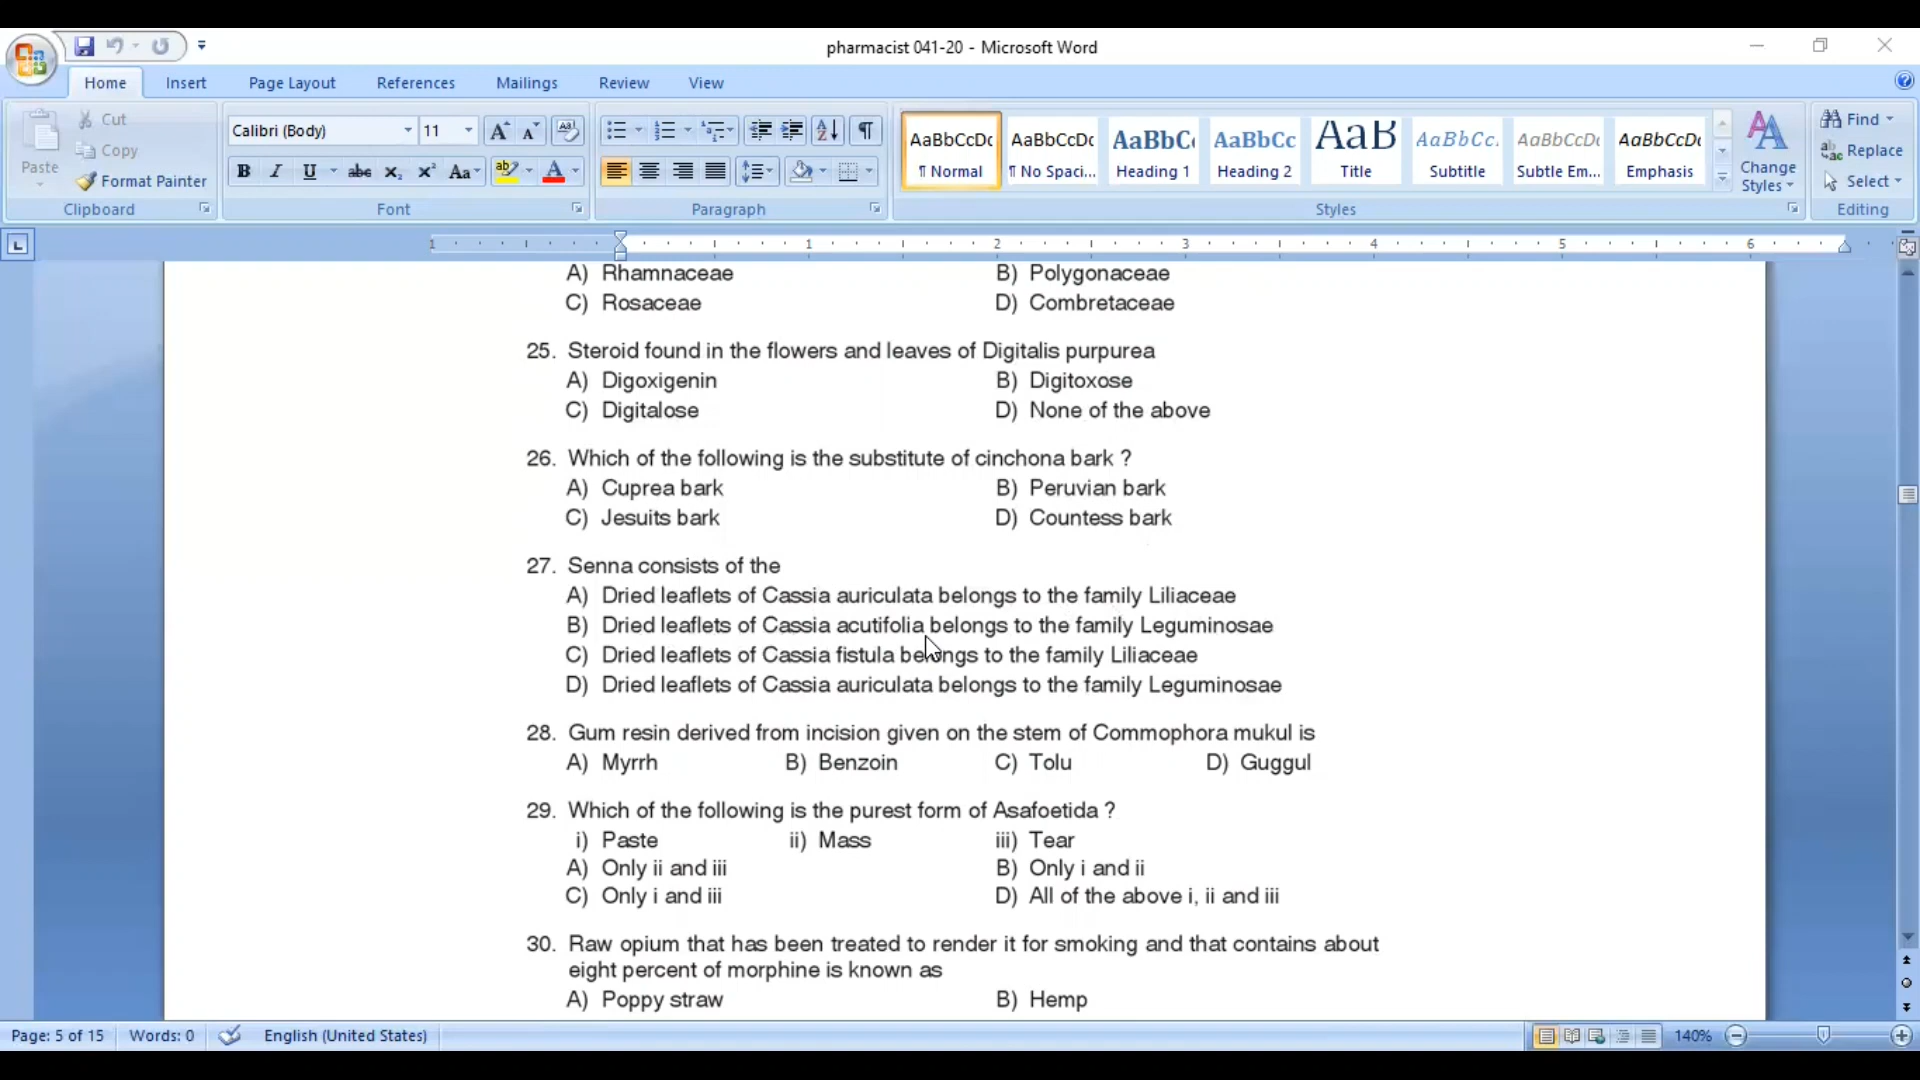 pharmacist 041-20 - Microsoft Word
Home Insert Page Layout References Mailings Review View
Paste
Cut
Copy
Format Painter
Clipboard
Calibri (Body) 11
Font
Paragraph
AaBbCcDc AaBbCcDc AaBbC AaBbCc AaB AaBbCc. AaBbCcDc AaBbCcDc
¶ Normal ¶ No Spaci... Heading 1 Heading 2 Title Subtitle Subtle Em... Emphasis
Change
Styles
Styles
Find
Replace
Select
Editing
1 1 2 3 4 5 6
A) Rhamnaceae B) Polygonaceae
C) Rosaceae D) Combretaceae
25. Steroid found in the flowers and leaves of Digitalis purpurea
A) Digoxigenin B) Digitoxose
C) Digitalose D) None of the above
26. Which of the following is the substitute of cinchona bark ?
A) Cuprea bark B) Peruvian bark
C) Jesuits bark D) Countess bark
27. Senna consists of the
A) Dried leaflets of Cassia auriculata belongs to the family Liliaceae
B) Dried leaflets of Cassia acutifolia belongs to the family Leguminosae
C) Dried leaflets of Cassia fistula belongs to the family Liliaceae
D) Dried leaflets of Cassia auriculata belongs to the family Leguminosae
28. Gum resin derived from incision given on the stem of Commophora mukul is
A) Myrrh B) Benzoin C) Tolu D) Guggul
29. Which of the following is the purest form of Asafoetida ?
i) Paste ii) Mass iii) Tear
A) Only ii and iii B) Only i and ii
C) Only i and iii D) All of the above i, ii and iii
30. Raw opium that has been treated to render it for smoking and that contains about
eight percent of morphine is known as
A) Poppy straw B) Hemp
Page: 5 of 15 Words: 0 English (United States) 140%